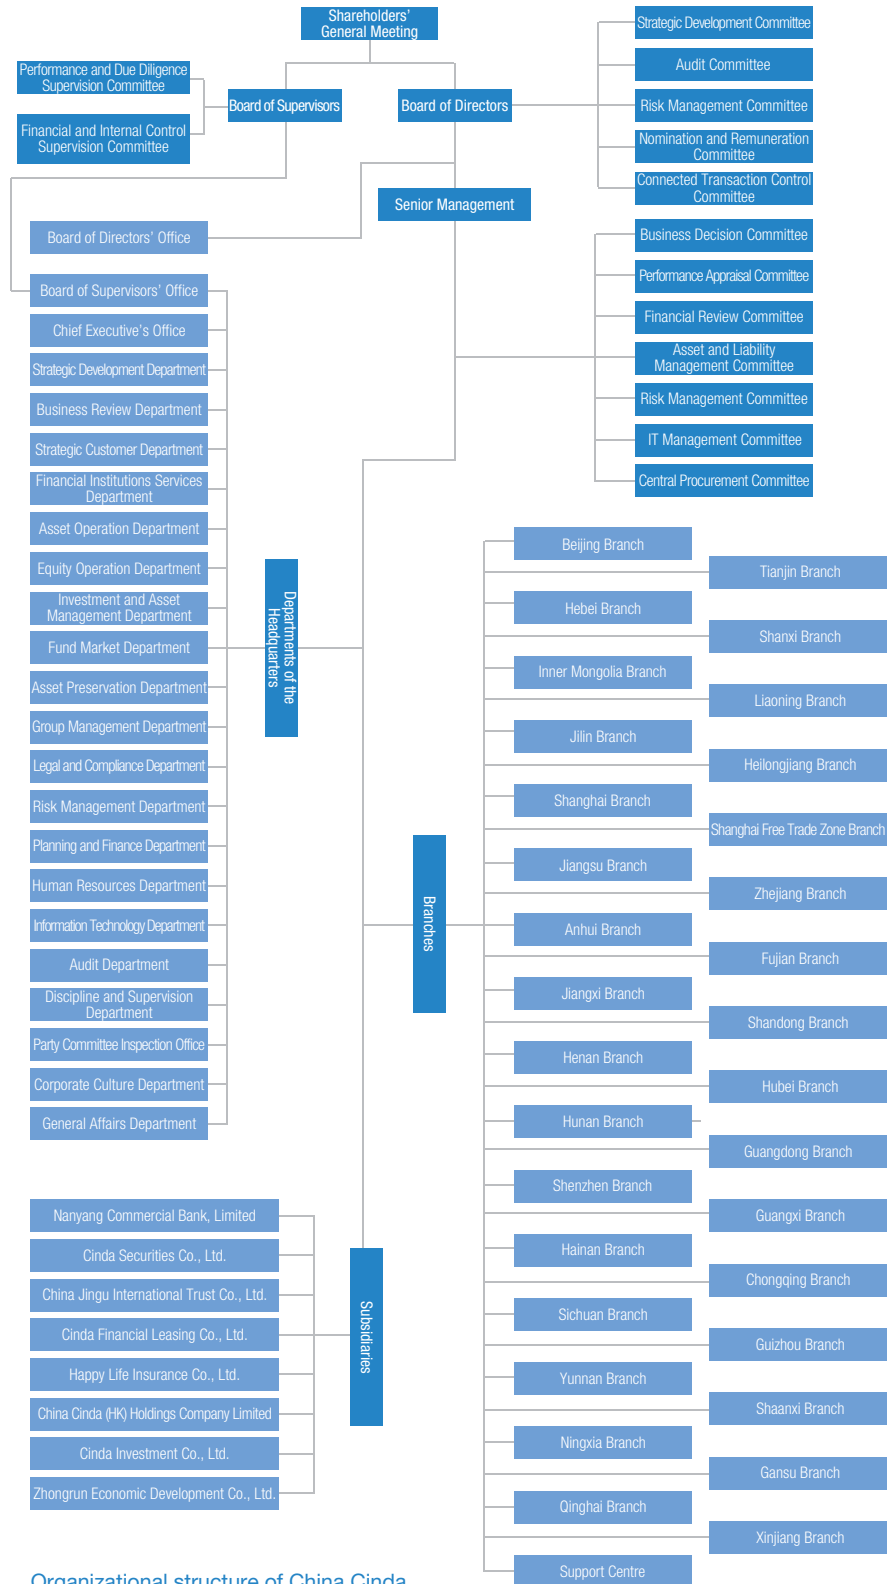 Shareholders'
General Meeting
Performance and Due Diligence
Supervision Committee
Financial and Internal Control
Supervision Committee
Board of Supervisors
Board of Directors
Strategic Development Committee
Audit Committee
Risk Management Committee
Nomination and Remuneration
Committee
Connected Transaction Control
Committee
Senior Management
Business Decision Committee
Performance Appraisal Committee
Financial Review Committee
Asset and Liability
Management Committee
Risk Management Committee
IT Management Committee
Central Procurement Committee
Board of Directors' Office
Board of Supervisors' Office
Chief Executive's Office
Strategic Development Department
Business Review Department
Strategic Customer Department
Financial Institutions Services
Department
Asset Operation Department
Equity Operation Department
Investment and Asset
Management Department
Fund Market Department
Asset Preservation Department
Group Management Department
Legal and Compliance Department
Risk Management Department
Planning and Finance Department
Human Resources Department
Information Technology Department
Audit Department
Discipline and Supervision
Department
Party Committee Inspection Office
Corporate Culture Department
General Affairs Department
Departments of the
Headquarters
Branches
Beijing Branch
Tianjin Branch
Hebei Branch
Shanxi Branch
Inner Mongolia Branch
Liaoning Branch
Jilin Branch
Heilongjiang Branch
Shanghai Branch
Shanghai Free Trade Zone Branch
Jiangsu Branch
Zhejiang Branch
Anhui Branch
Fujian Branch
Jiangxi Branch
Shandong Branch
Henan Branch
Hubei Branch
Hunan Branch
Guangdong Branch
Shenzhen Branch
Guangxi Branch
Hainan Branch
Chongqing Branch
Sichuan Branch
Guizhou Branch
Yunnan Branch
Shaanxi Branch
Ningxia Branch
Gansu Branch
Qinghai Branch
Xinjiang Branch
Support Centre
Subsidiaries
Nanyang Commercial Bank, Limited
Cinda Securities Co., Ltd.
China Jingu International Trust Co., Ltd.
Cinda Financial Leasing Co., Ltd.
Happy Life Insurance Co., Ltd.
China Cinda (HK) Holdings Company Limited
Cinda Investment Co., Ltd.
Zhongrun Economic Development Co., Ltd.
Organizational structure of China Cinda